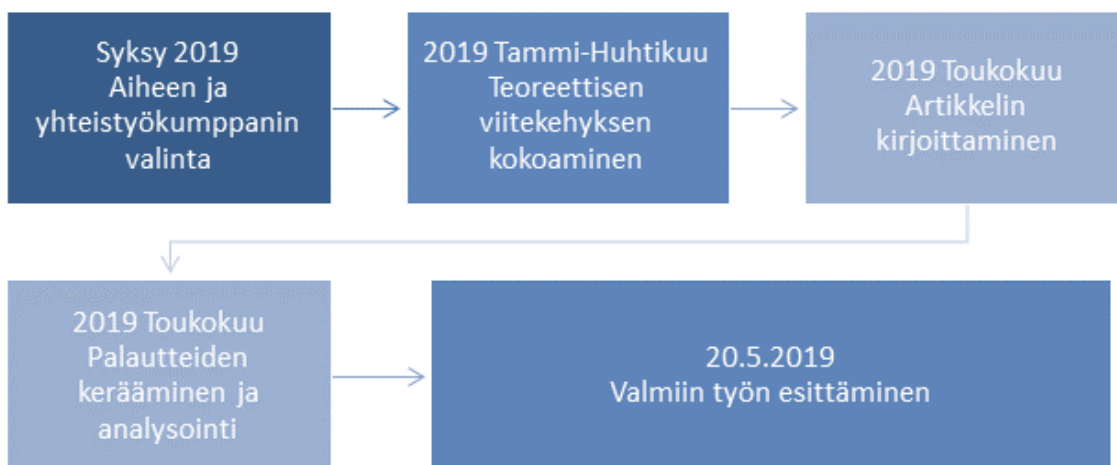 Syksy 2019
Aiheen ja
yhteistyökumppanin
valinta
2019 Tammi-Huhtikuu
Teoreettisen
viitekehyksen
kokoaminen
2019 Toukokuu
Artikkelin
kirjoittaminen
2019 Toukokuu
Palautteiden
kerääminen ja
analysointi
20.5.2019
Valmiin työn esittäminen